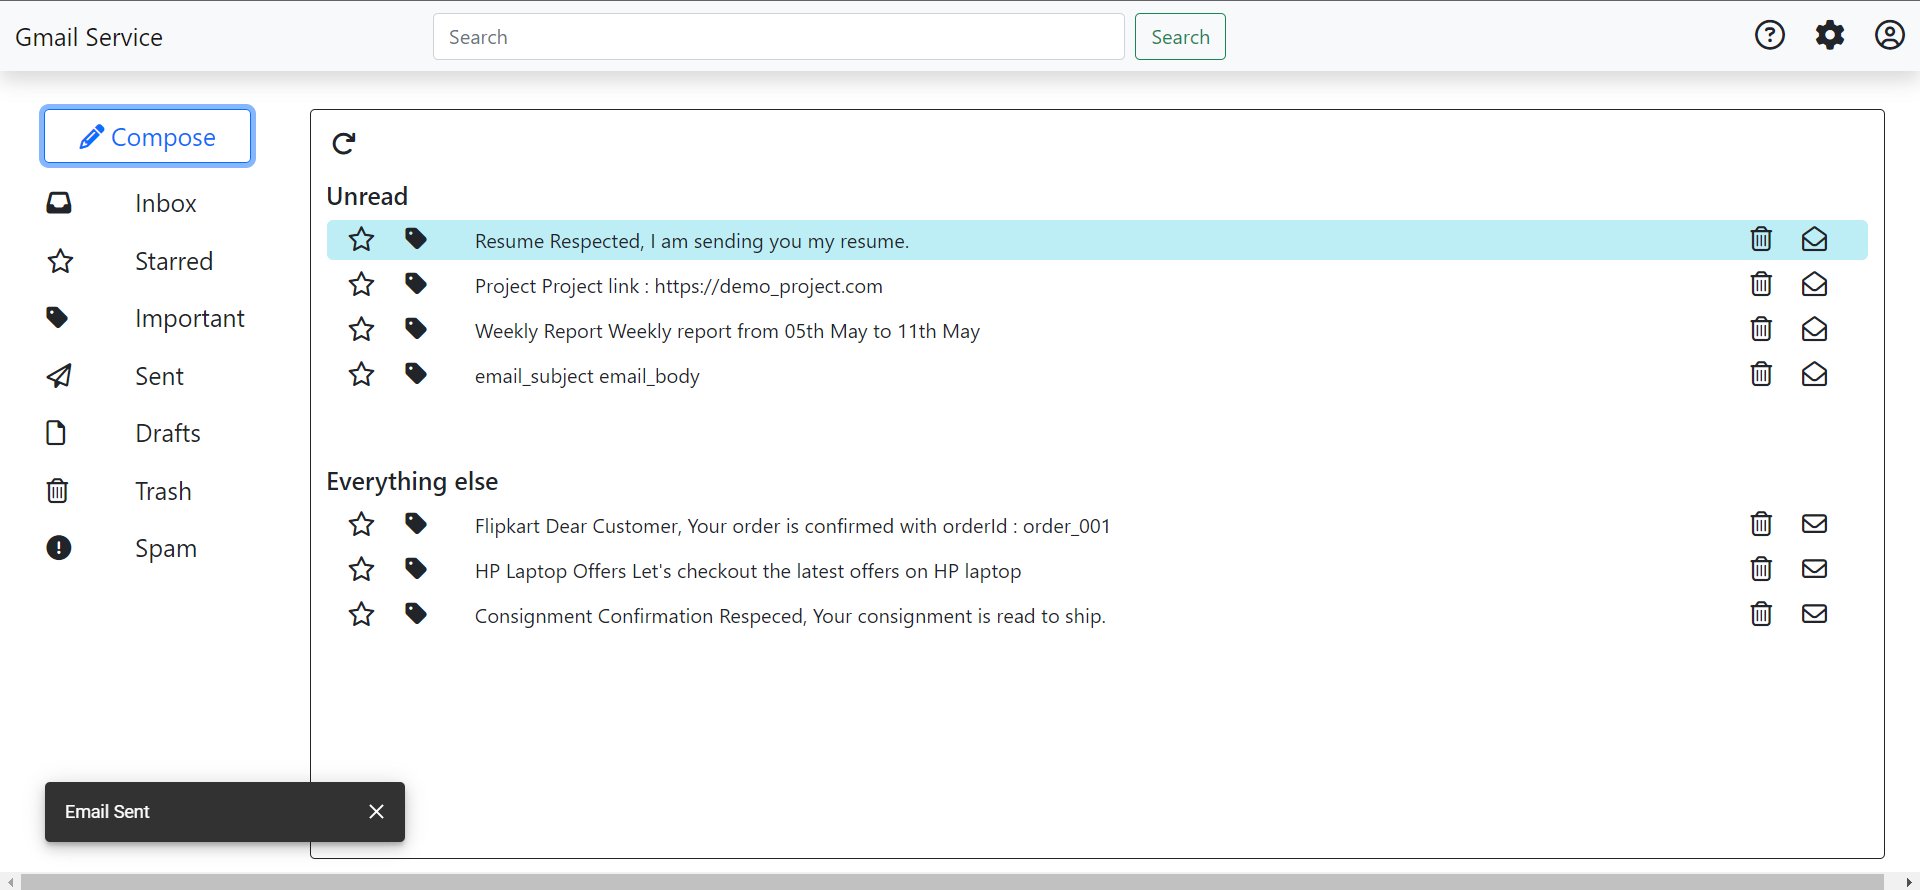 Gmail Service
Search
Search
Compose
Inbox
Starred
Important
Sent
Drafts
Trash
Spam
Unread
Resume Respected, I am sending you my resume.
Project Project link : https://demo_project.com
Weekly Report Weekly report from 05th May to 11th May
email_subject email_body
Everything else
Flipkart Dear Customer, Your order is confirmed with orderId : order_001
HP Laptop Offers Let's checkout the latest offers on HP laptop
Consignment Confirmation Respeced, Your consignment is read to ship.
Email Sent